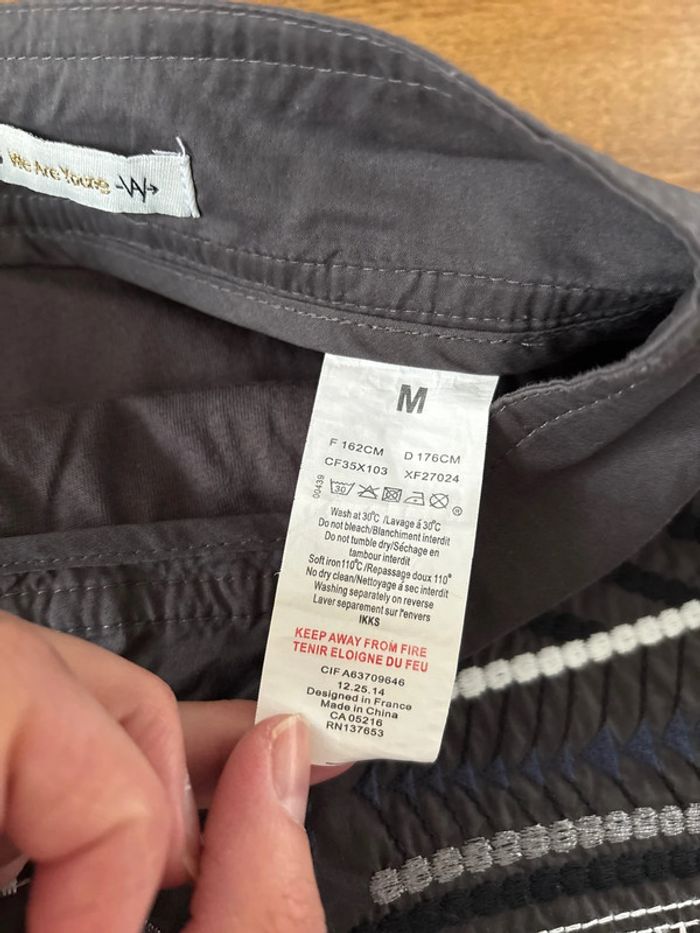 We Are Young
M
F 162CM D 176CM
CF35X103 XF27024
00439
30
Wash at 30°C /Lavage á 30°C
Do not bleach/Blanchiment interdit
Do not tumble dry/Séchage en
tambour interdit
Soft iron110°C/Repassage doux 110°
No dry clean/Nettoyage á sec interdit
Washing separately on reverse
Laver separement sur l'envers
IKKS
KEEP AWAY FROM FIRE
TENIR ELOIGNE DU FEU
CIF A63709646
12.25.14
Designed in France
Made in China
CA 05216
RN137653